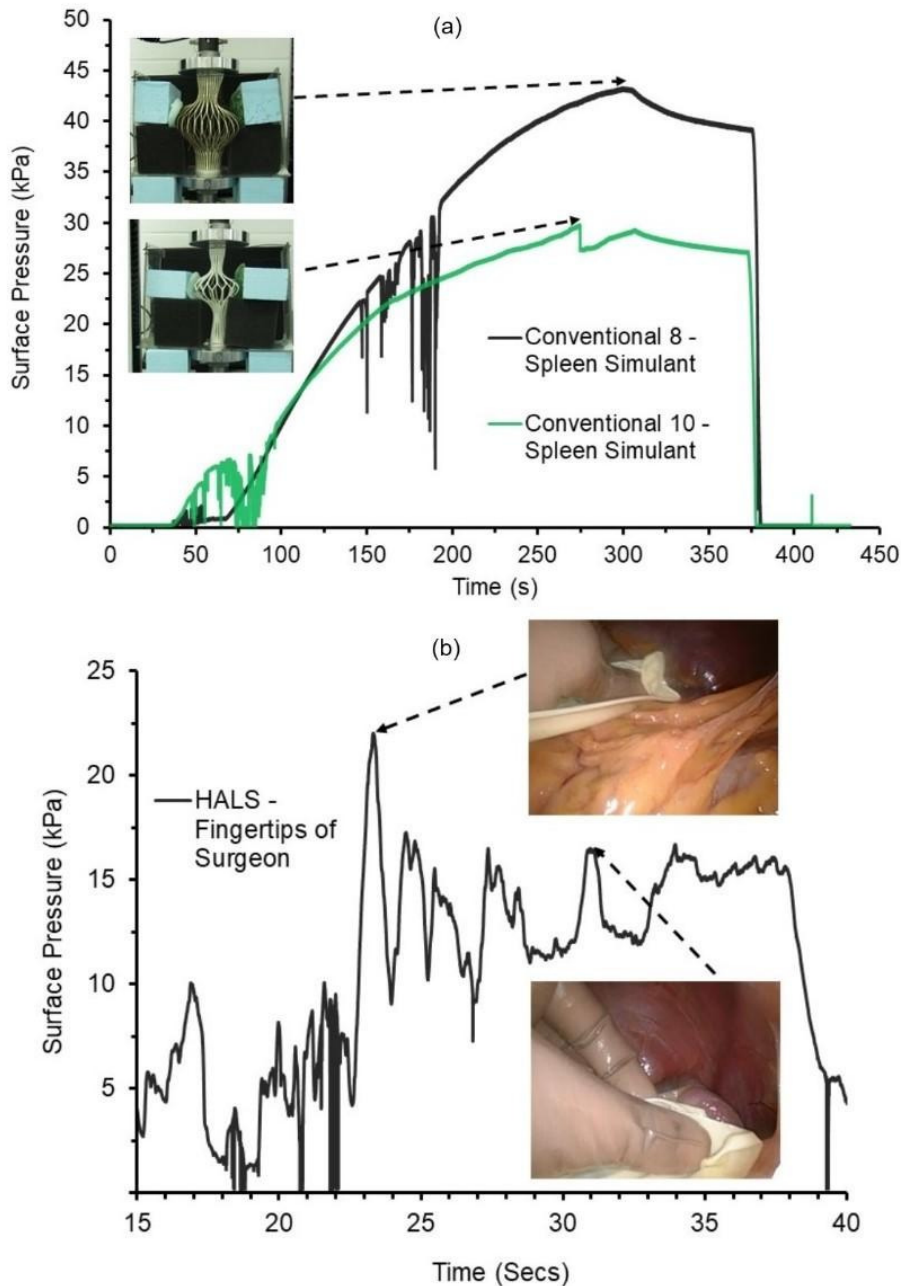 (a)
50
45
40
35
30
25
20
15
10
5
0
Surface Pressure (kPa)
Conventional 8 -
Spleen Simulant
Conventional 10 -
Spleen Simulant
0 50 100 150 200 250 300 350 400 450
Time (s)
(b)
25
20
15
10
5
Surface Pressure (kPa)
HALS -
Fingertips of
Surgeon
15 20 25 30 35 40
Time (Secs)